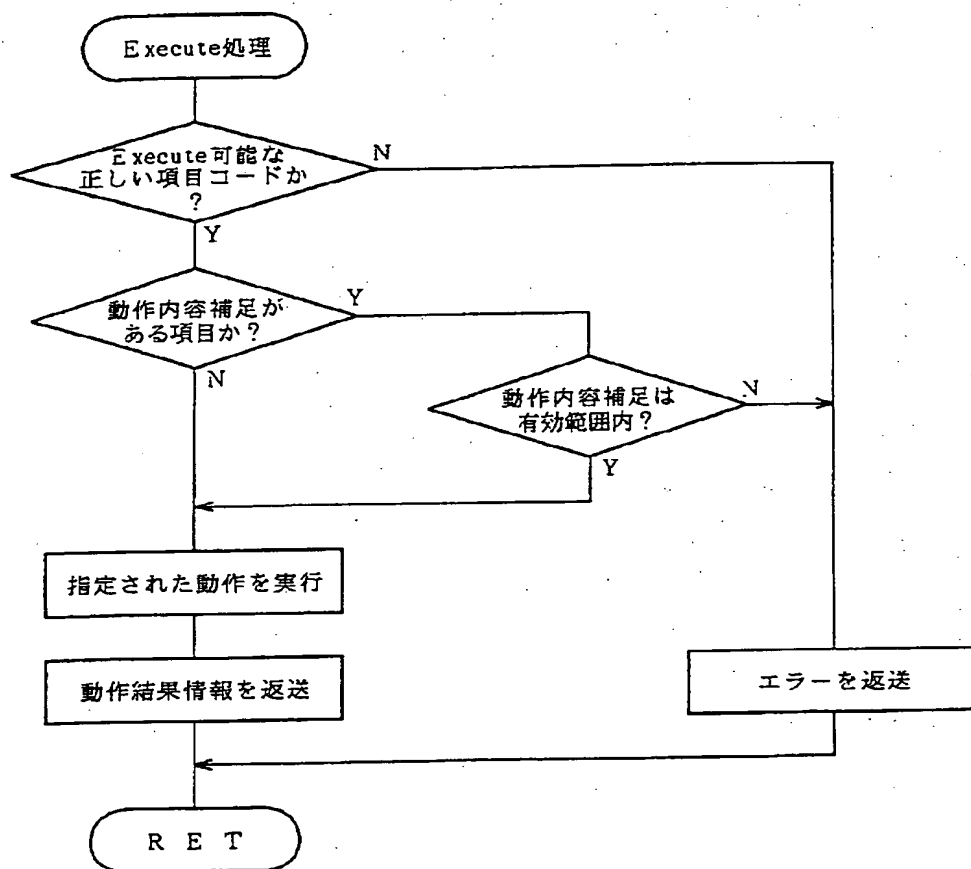 Execute処理
Execute可能な
正しい項目コードか
?
N
Y
動作内容補足が
ある項目か?
Y
N
動作内容補足は
有効範囲内?
N
Y
指定された動作を実行
動作結果情報を返送
エラーを返送
RET